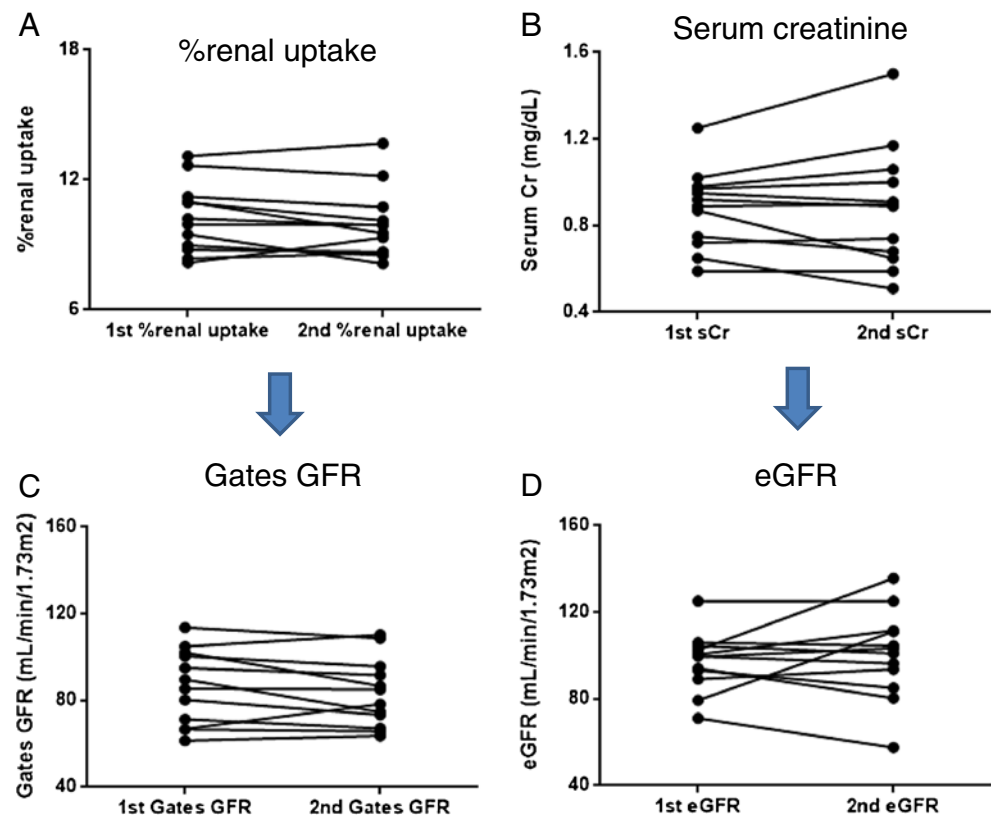 A
%renal uptake
18
12
6
%renal uptake
1st %renal uptake
2nd %renal uptake
B
Serum creatinine
1.6
1.2
0.8
0.4
Serum Cr (mg/dL)
1st sCr
2nd sCr
C
Gates GFR
160
120
80
40
Gates GFR (mL/min/1.73m2)
1st Gates GFR
2nd Gates GFR
D
eGFR
160
120
80
40
eGFR (mL/min/1.73m2)
1st eGFR
2nd eGFR